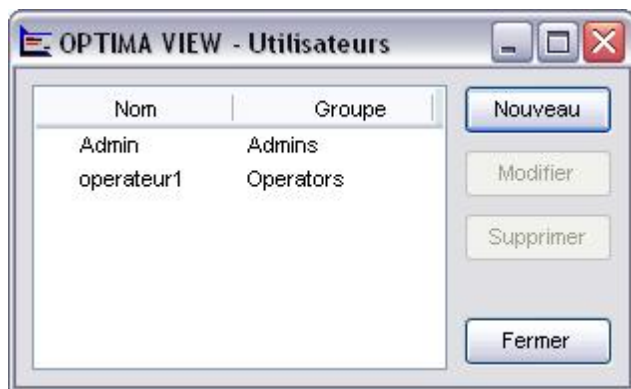 OPTIMA VIEW - Utilisateurs
Nom Groupe Nouveau
Admin Admins
operateur1 Operators Modifier
Supprimer
Fermer